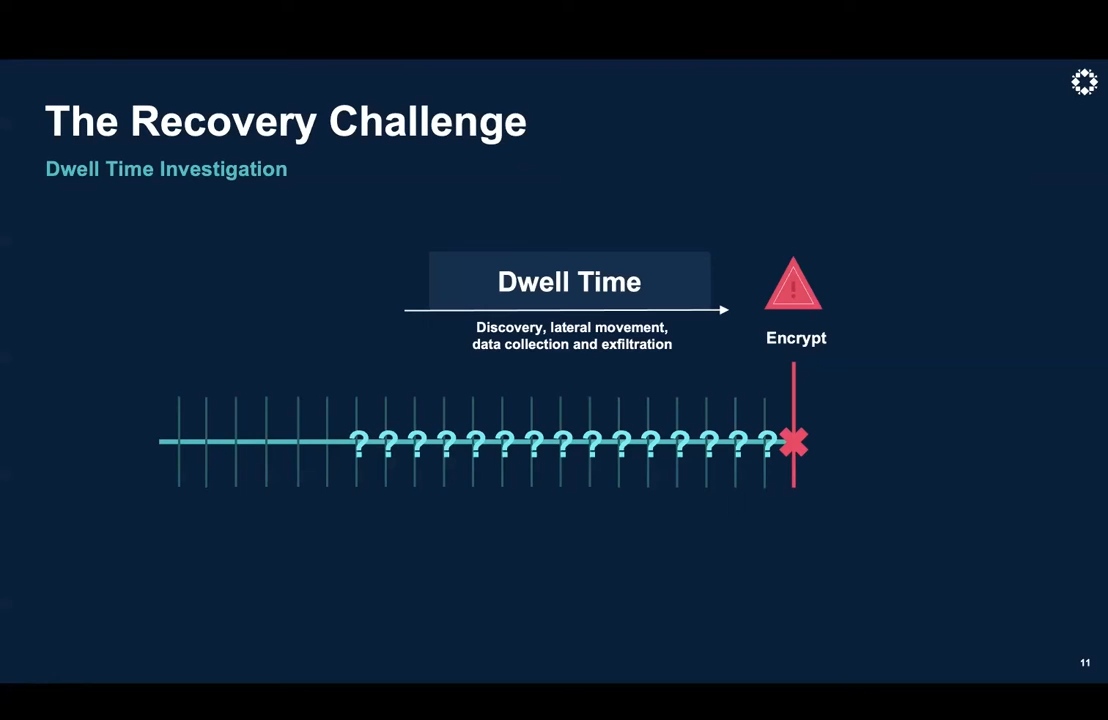 The Recovery Challenge
Dwell Time Investigation
Dwell Time
Discovery, lateral movement,
data collection and exfiltration
Encrypt
? ? ? ? ? ? ? ? ? ? ? ? ? ? ?
11